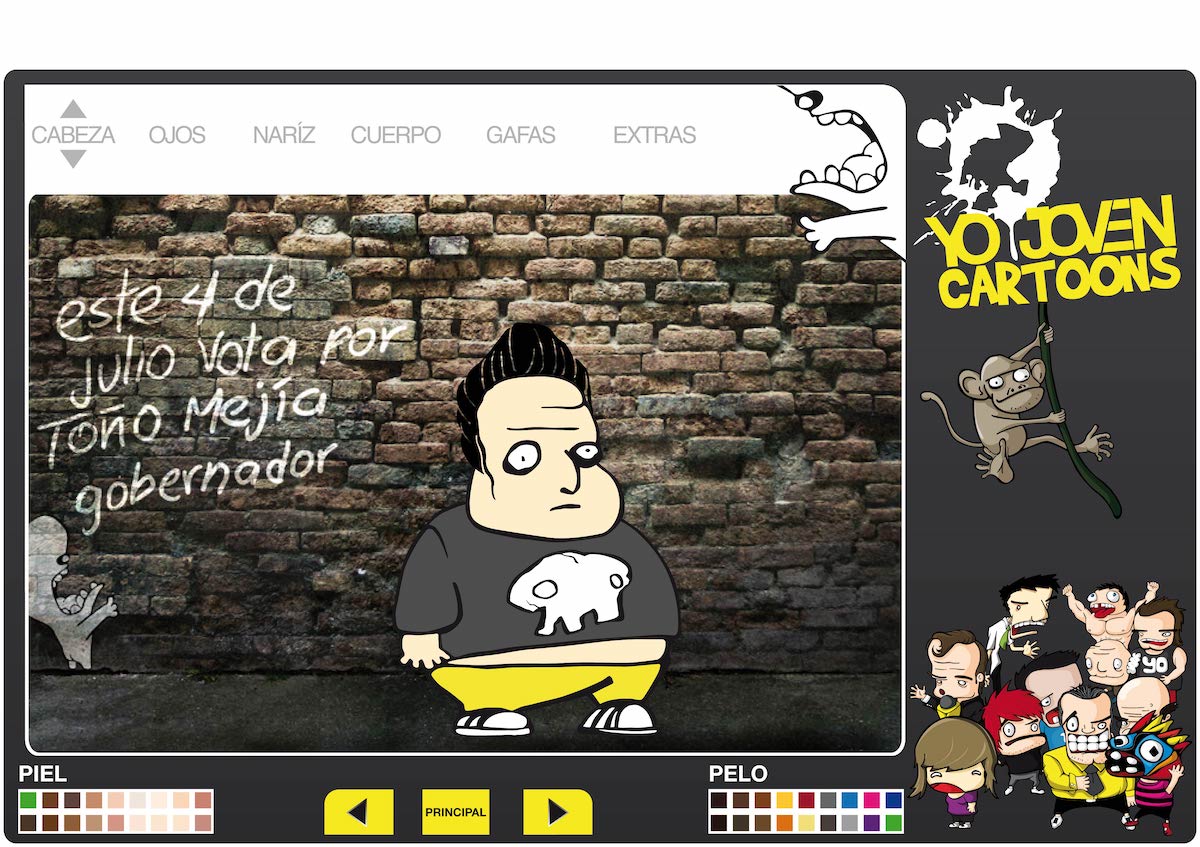 CABEZA OJOS NARÍZ CUERPO GAFAS EXTRAS
YO JOVEN
CARTOONS
este 4 de
Julio Vota por
Toño Mejía
gobernador
YO
PIEL
PRINCIPAL
PELO